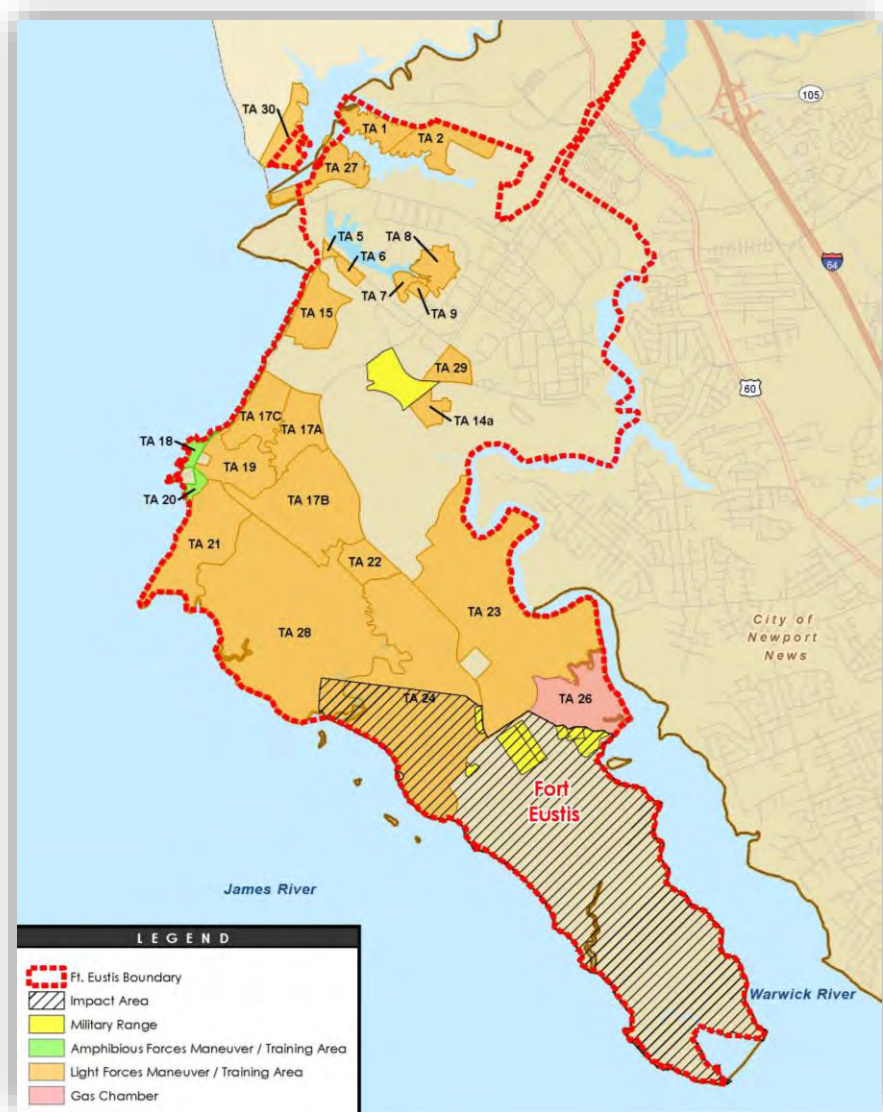 105
TA 30
TA 1
TA 2
TA 27
TA 5
TA 8
TA 6
64
TA 7
TA 9
TA 15
TA 29
60
TA 17C
TA 14a
TA 17A
TA 18
TA 19
TA 20
TA 17B
TA 21
TA 22
TA 23
City of
Newport
News
TA 28
TA 24
TA 26
Fort
Eustis
James River
Warwick River
LEGEND
Ft. Eustis Boundary
Impact Area
Military Range
Amphibious Forces Maneuver / Training Area
Light Forces Maneuver / Training Area
Gas Chamber